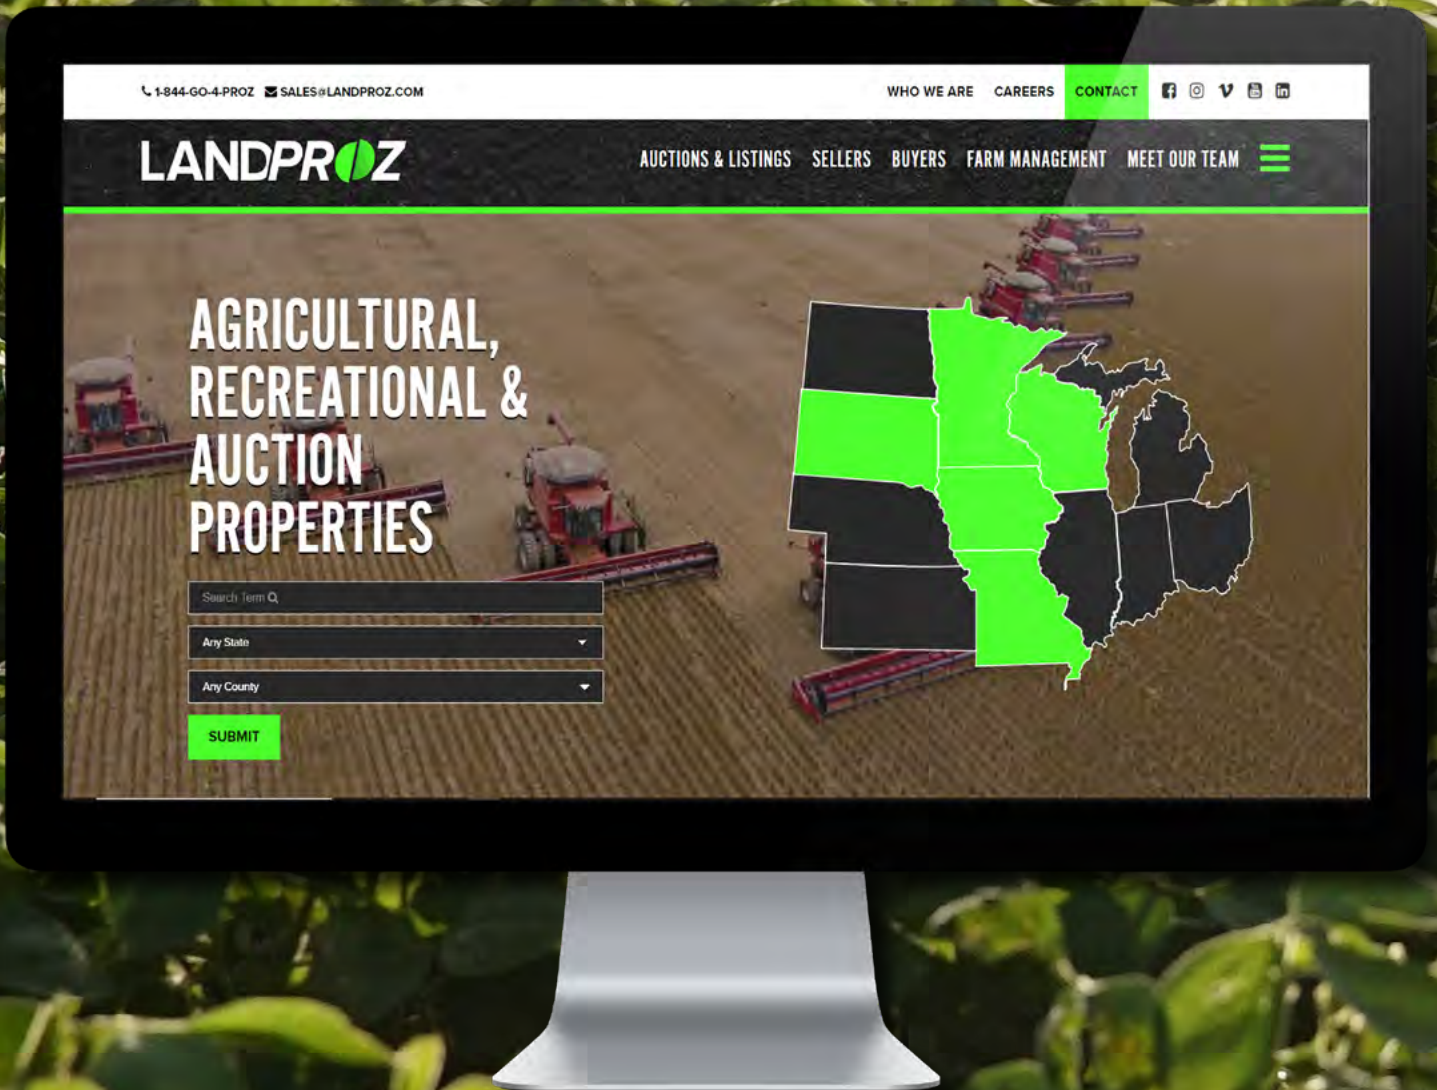 1-844-GO-4-PROZ SALES@LANDPROZ.COM
WHO WE ARE CAREERS CONTACT
LANDPROZ
AUCTIONS & LISTINGS SELLERS BUYERS FARM MANAGEMENT MEET OUR TEAM
AGRICULTURAL,
RECREATIONAL &
AUCTION
PROPERTIES
Search Term
Any State
Any County
SUBMIT